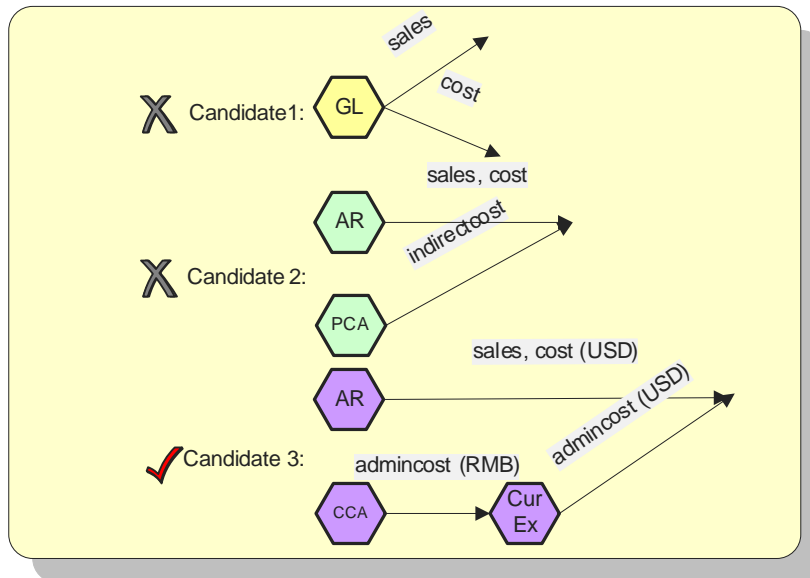 sales
cost
Candidate1:
GL
sales, cost
AR
indirectcost
Candidate 2:
PCA
sales, cost (USD)
AR
admincost (USD)
Candidate 3:
admincost (RMB)
CCA
Cur
Ex